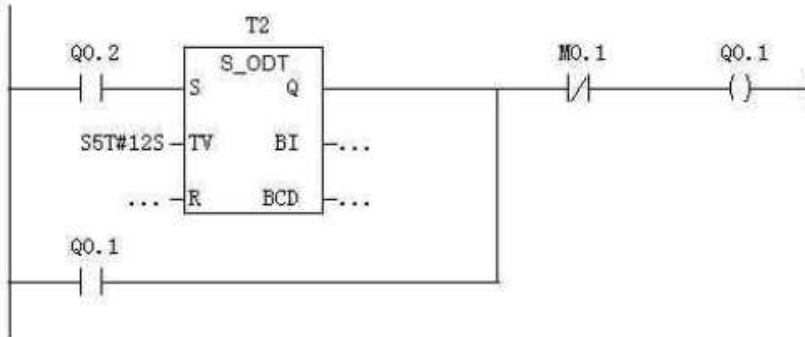 T2
Q0.2
S_ODT
M0.1
Q0.1
S
Q
S5T#12S
TV
BI
...
...
R
BCD
...
Q0.1